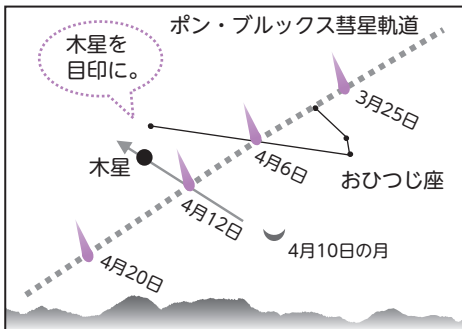 ポン・ブルックス彗星軌道
木星を
目印に。
3月25日
4月6日
おひつじ座
木星
4月12日
4月10日の月
4月20日